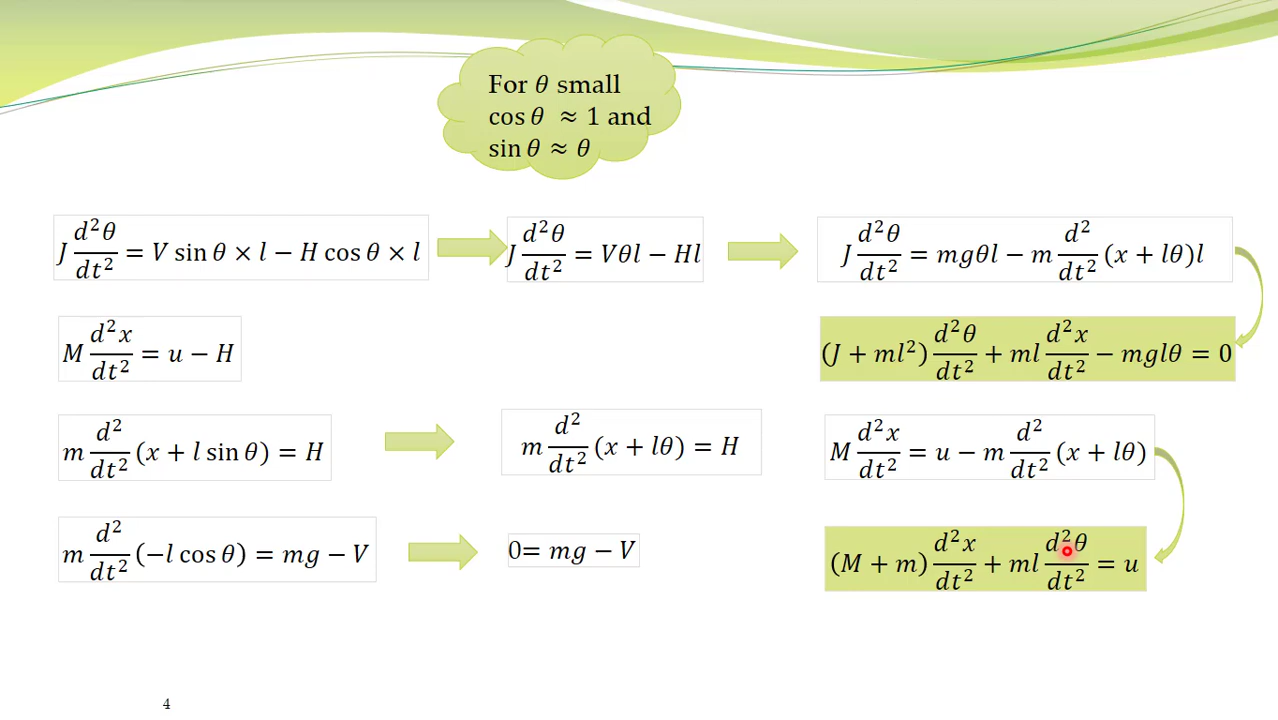 For θ small
cos θ ≈ 1 and
sin θ ≈ θ
J d²θ/dt² = V sin θ × l − H cos θ × l
J d²θ/dt² = Vθl − Hl
J d²θ/dt² = mgθl − m d²/dt² (x + lθ)l
M d²x/dt² = u − H
(J + ml²) d²θ/dt² + ml d²x/dt² − mglθ = 0
m d²/dt² (x + l sin θ) = H
m d²/dt² (x + lθ) = H
M d²x/dt² = u − m d²/dt² (x + lθ)
m d²/dt² (−l cos θ) = mg − V
0= mg − V
(M + m) d²x/dt² + ml d²θ/dt² = u
4